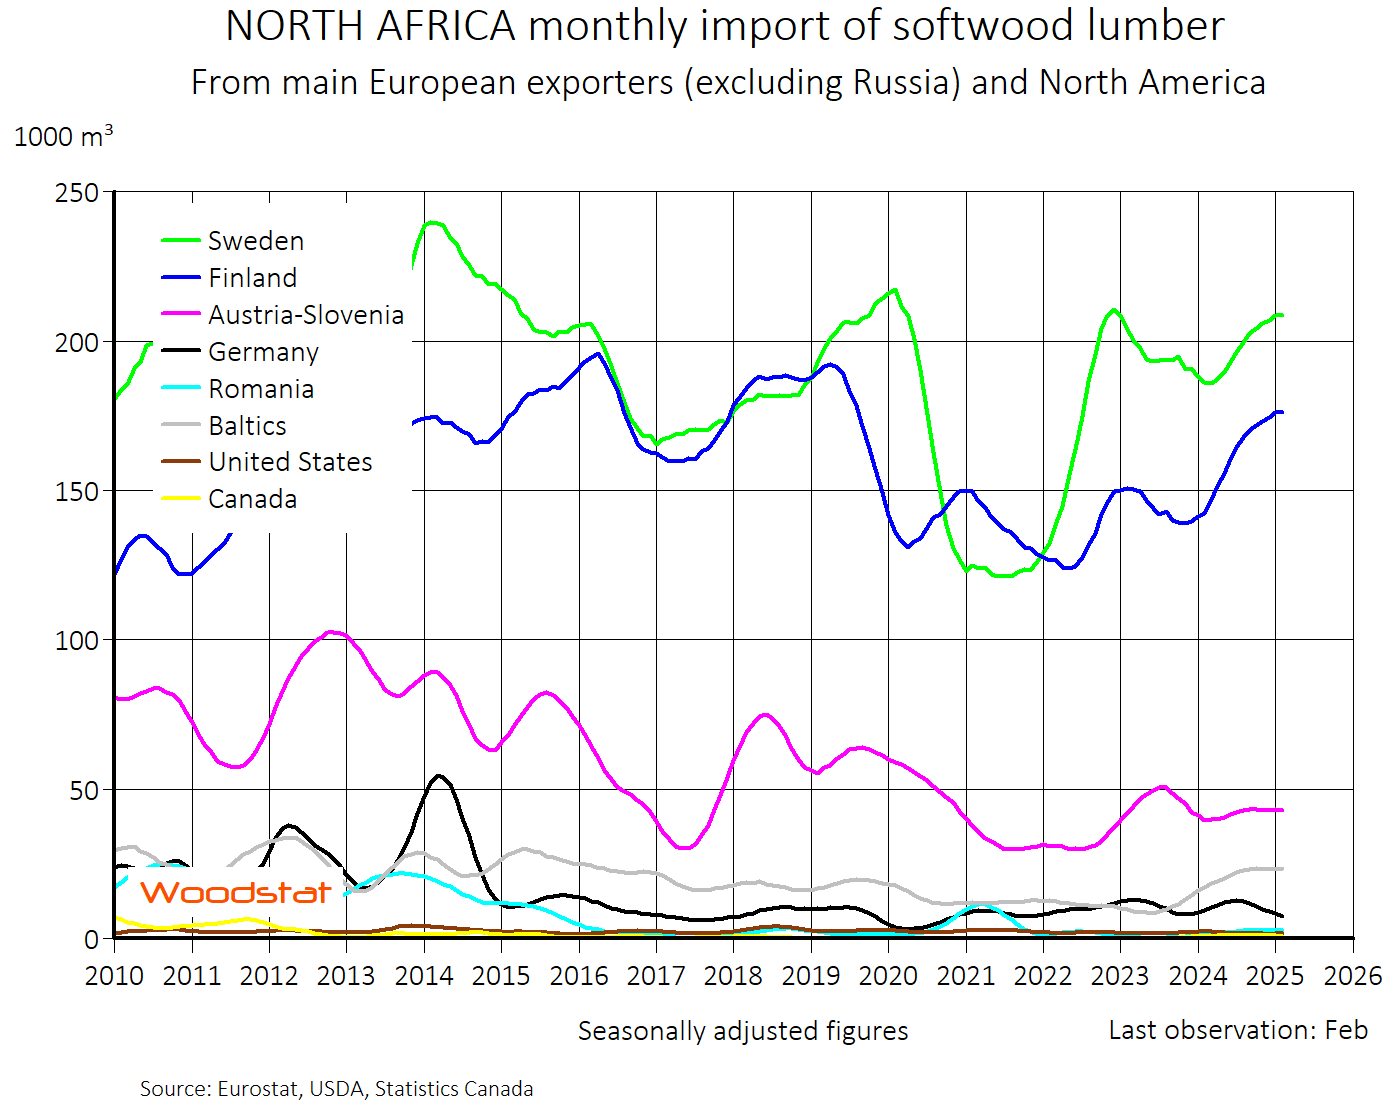 NORTH AFRICA monthly import of softwood lumber
From main European exporters (excluding Russia) and North America
1000 m³
250
200
150
100
50
0
Sweden
Finland
Austria-Slovenia
Germany
Romania
Baltics
United States
Canada
Woodstat
2010 2011 2012 2013 2014 2015 2016 2017 2018 2019 2020 2021 2022 2023 2024 2025 2026
Seasonally adjusted figures
Last observation: Feb
Source: Eurostat, USDA, Statistics Canada